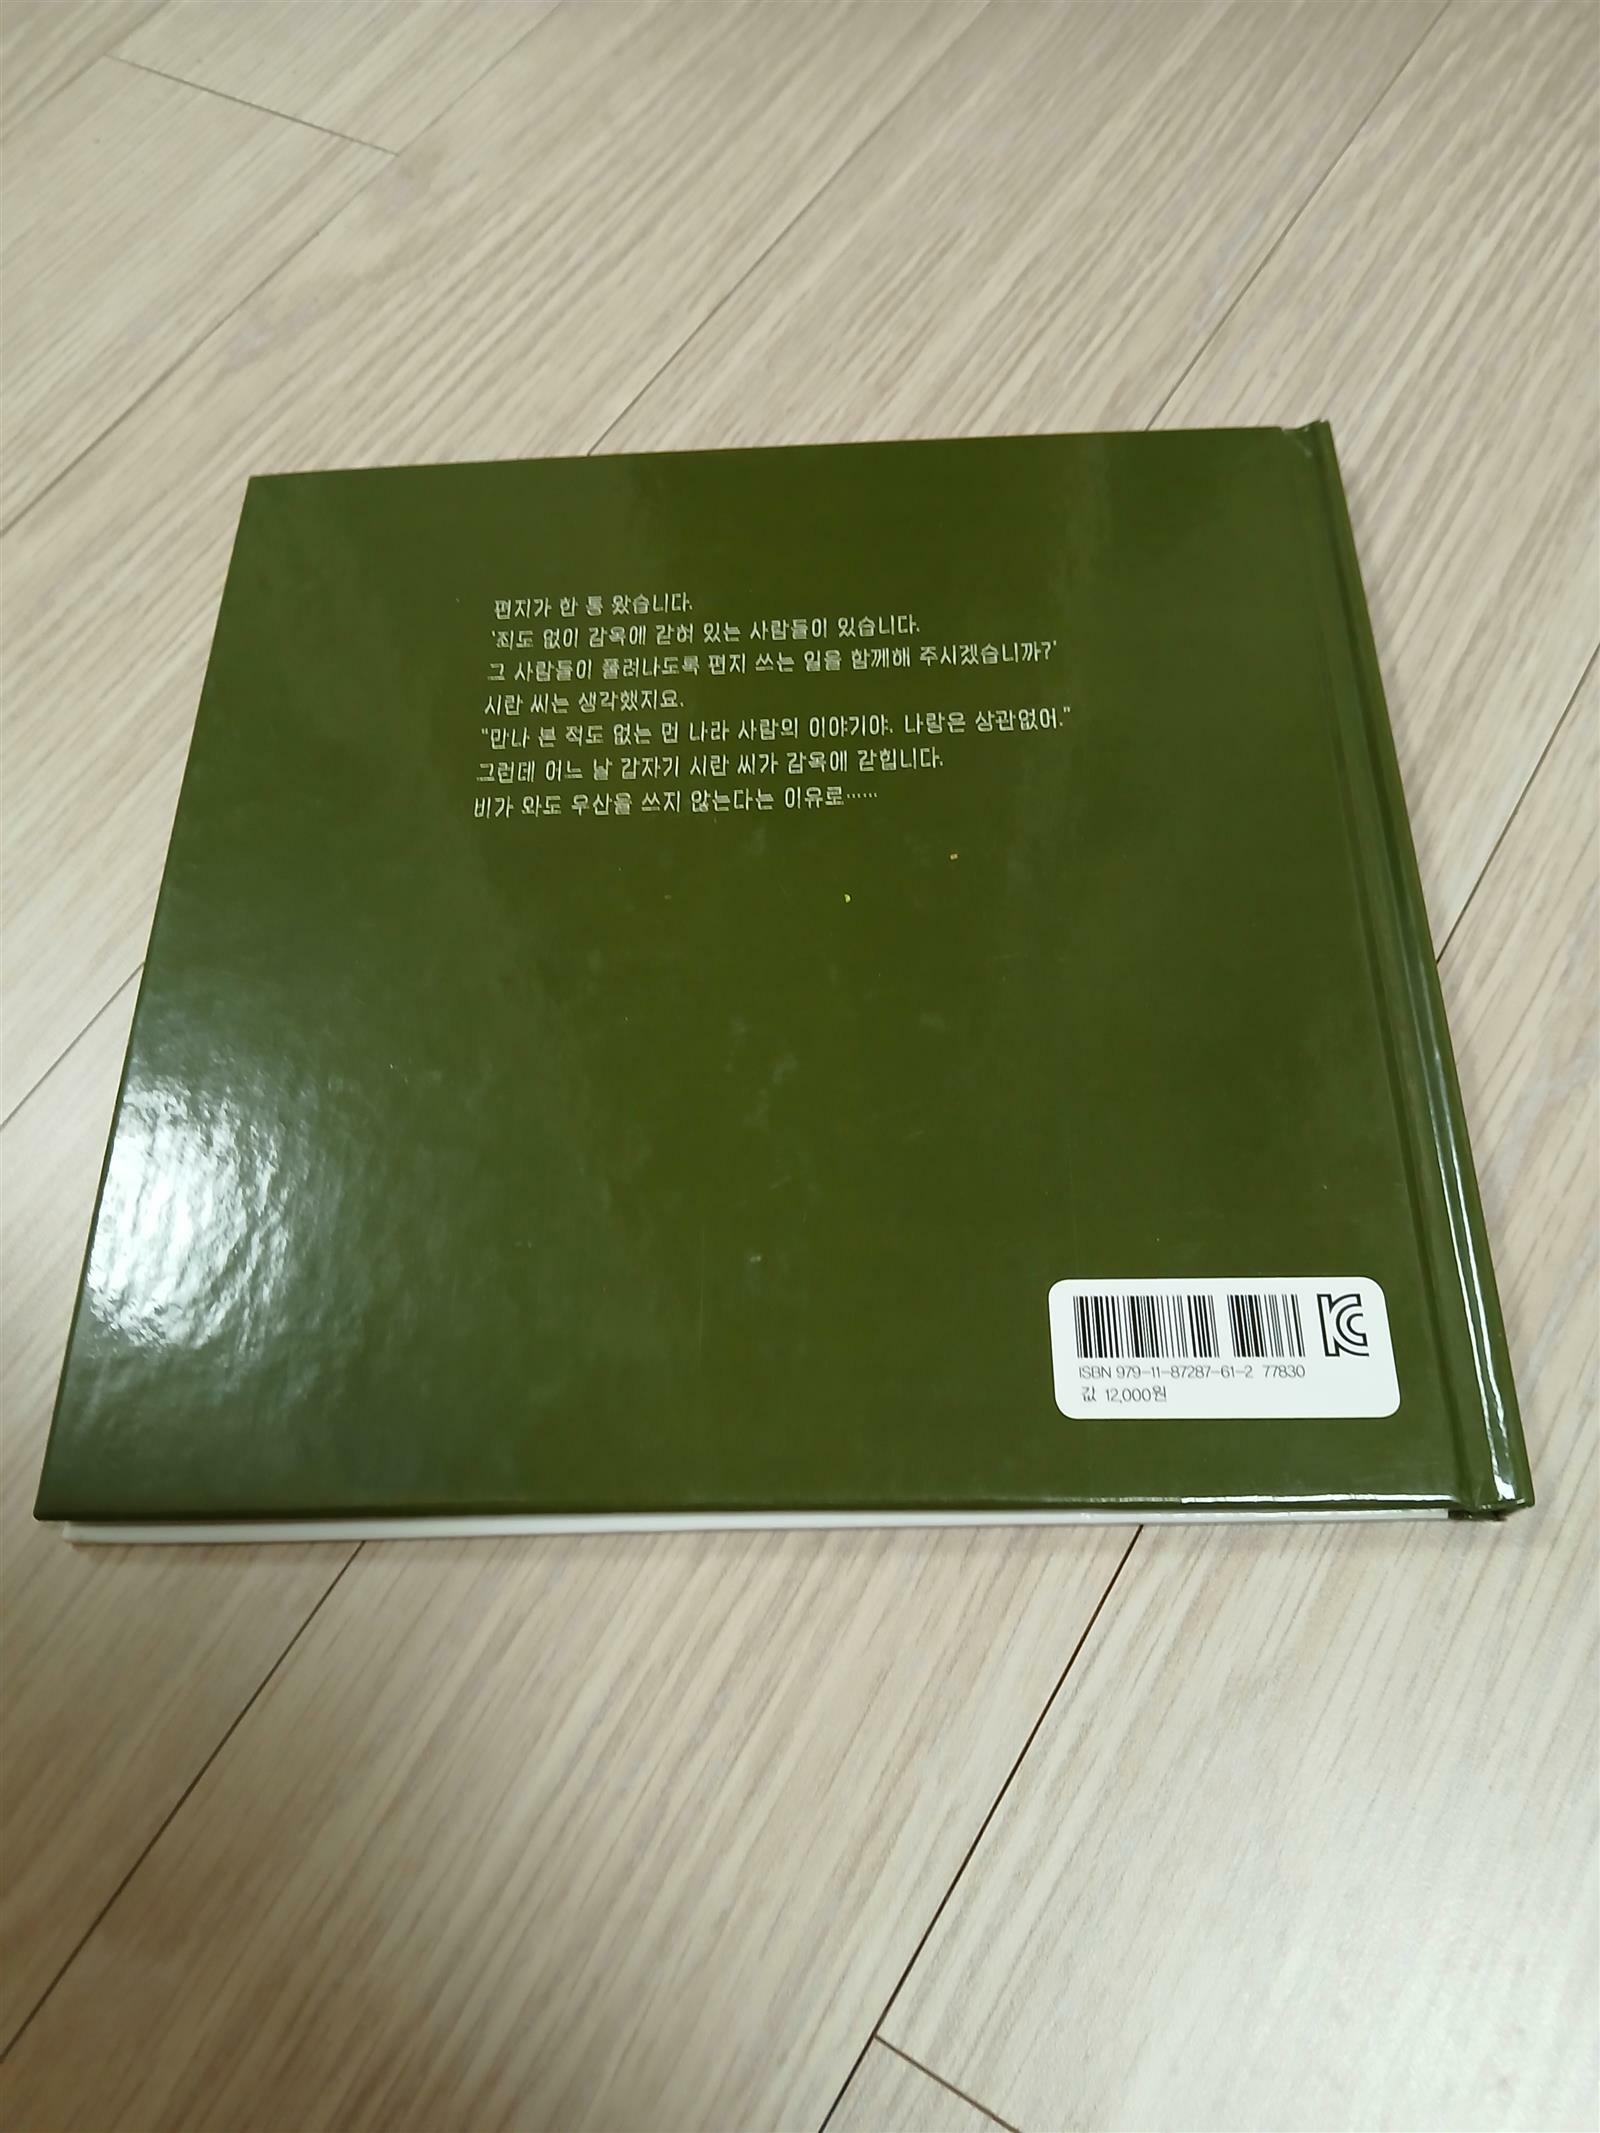 편지가 한 통 왔습니다.
'죄도 없이 감옥에 갇혀 있는 사람들이 있습니다.
그 사람들이 풀려나도록 편지 쓰는 일을 함께해 주시겠습니까?'
시란 씨는 생각했지요.
"만나 본 적도 없는 먼 나라 사람의 이야기야. 나랑은 상관없어."
그런데 어느 날 갑자기 시란 씨가 감옥에 갇힙니다.
비가 와도 우산을 쓰지 않는다는 이유로……
ISBN 979-11-87287-61-2 77830
값 12,000원
KC